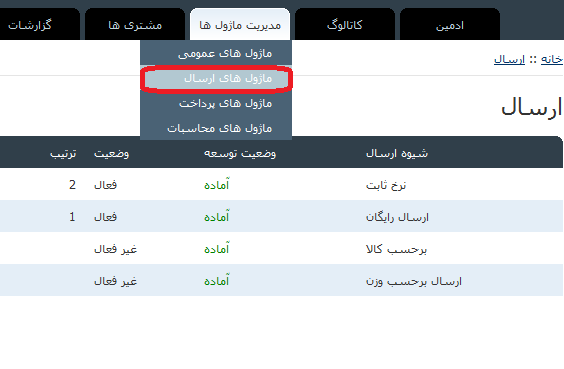 ادمین کاتالوگ مدیریت ماژول ها مشتری ها گزارشات
ماژول های عمومی
ماژول های ارسال
ماژول های پرداخت
ماژول های محاسبات
خانه :: ارسال
ارسال
شیوه ارسال وضعیت توسعه وضعیت ترتیب
نرخ ثابت آماده فعال 2
ارسال رایگان آماده فعال 1
برحسب کالا آماده غیر فعال
ارسال برحسب وزن آماده غیر فعال